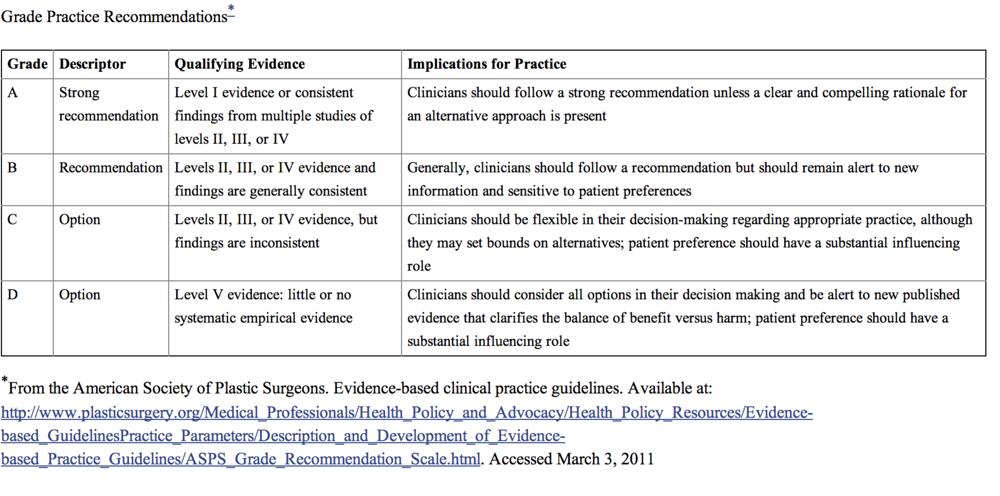 Grade Practice Recommendations*
Grade Descriptor Qualifying Evidence Implications for Practice
A Strong recommendation Level I evidence or consistent findings from multiple studies of levels II, III, or IV Clinicians should follow a strong recommendation unless a clear and compelling rationale for an alternative approach is present
B Recommendation Levels II, III, or IV evidence and findings are generally consistent Generally, clinicians should follow a recommendation but should remain alert to new information and sensitive to patient preferences
C Option Levels II, III, or IV evidence, but findings are inconsistent Clinicians should be flexible in their decision-making regarding appropriate practice, although they may set bounds on alternatives; patient preference should have a substantial influencing role
D Option Level V evidence: little or no systematic empirical evidence Clinicians should consider all options in their decision making and be alert to new published evidence that clarifies the balance of benefit versus harm; patient preference should have a substantial influencing role
*From the American Society of Plastic Surgeons. Evidence-based clinical practice guidelines. Available at:
http://www.plasticsurgery.org/Medical_Professionals/Health_Policy_and_Advocacy/Health_Policy_Resources/Evidence-
based_GuidelinesPractice_Parameters/Description_and_Development_of_Evidence-
based_Practice_Guidelines/ASPS_Grade_Recommendation_Scale.html. Accessed March 3, 2011